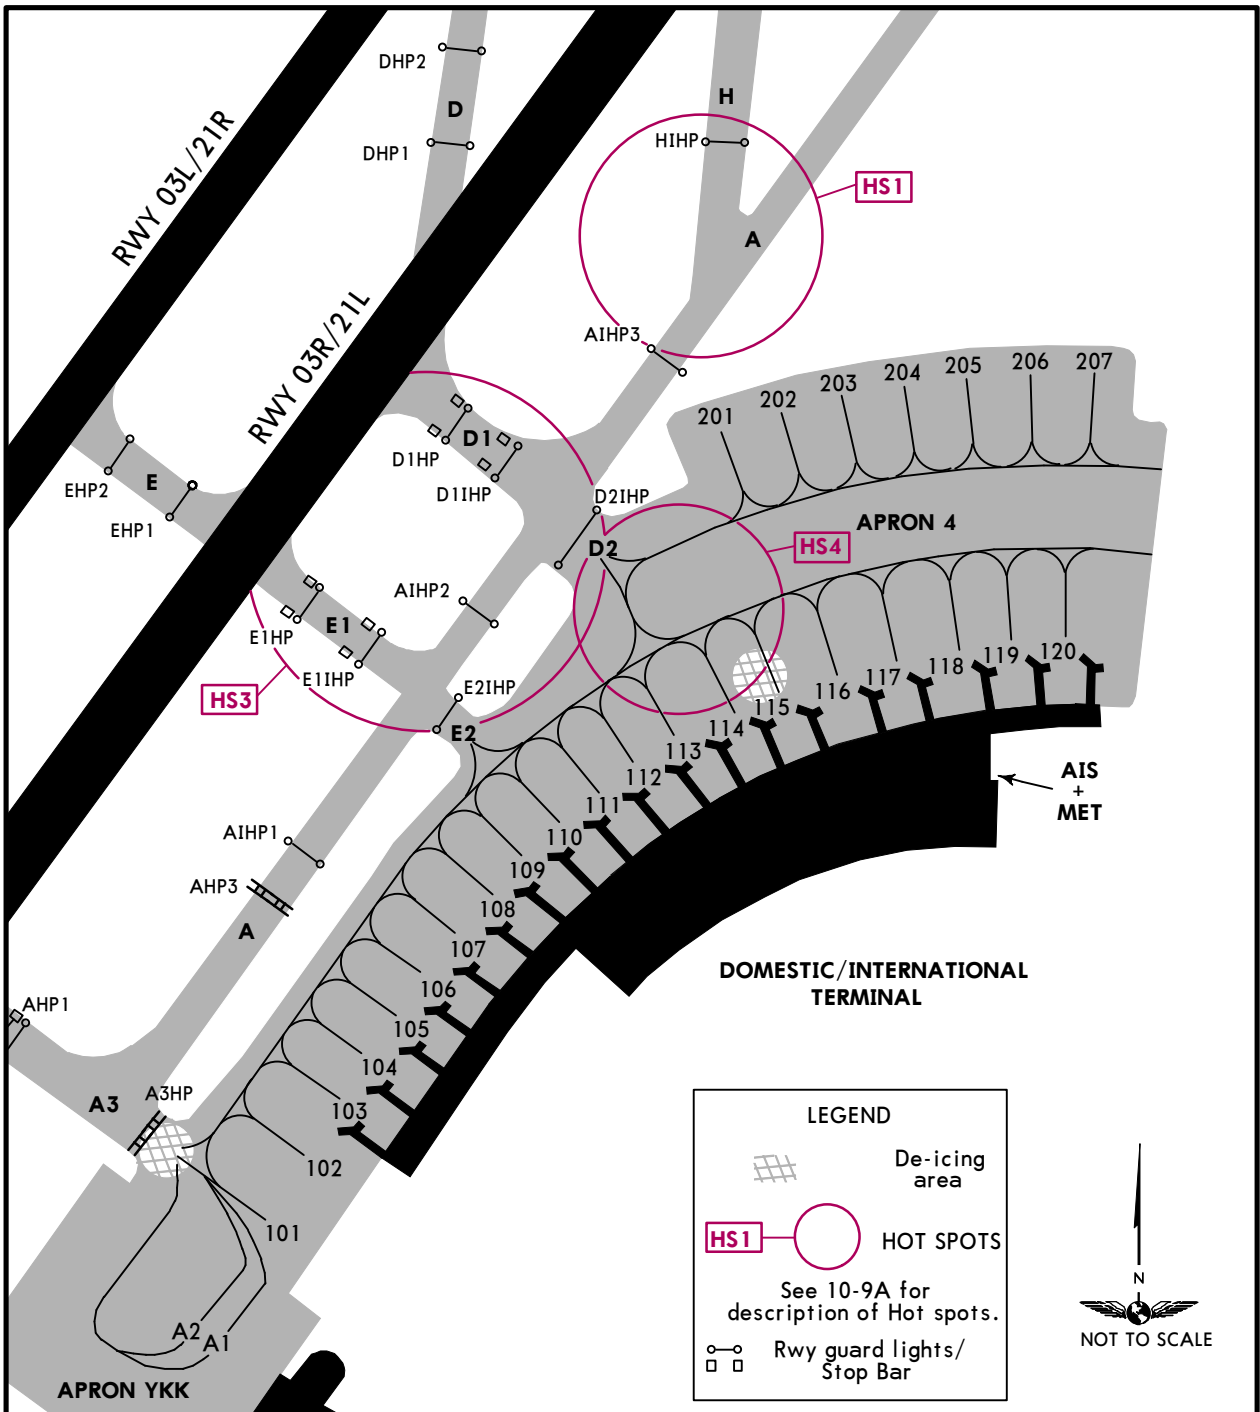 DHP2
D
DHP1
H
HIHP
HS1
A
RWY 03L/21R
RWY 03R/21L
AIHP3
201
202
203
204
205
206
207
D1
D1HP
D1IHP
EHP2
E
EHP1
D2IHP
D2
HS4
APRON 4
AIHP2
E1
E1HP
E1IHP
HS3
E2IHP
E2
120
119
118
117
116
115
114
113
112
111
110
109
108
107
106
105
104
103
102
101
AIS
+
MET
AIHP1
AHP3
A
AHP1
A3
A3HP
DOMESTIC/INTERNATIONAL
TERMINAL
A2
A1
APRON YKK
LEGEND
De-icing
area
HS1
HOT SPOTS
See 10-9A for
description of Hot spots.
Rwy guard lights/
Stop Bar
N
NOT TO SCALE